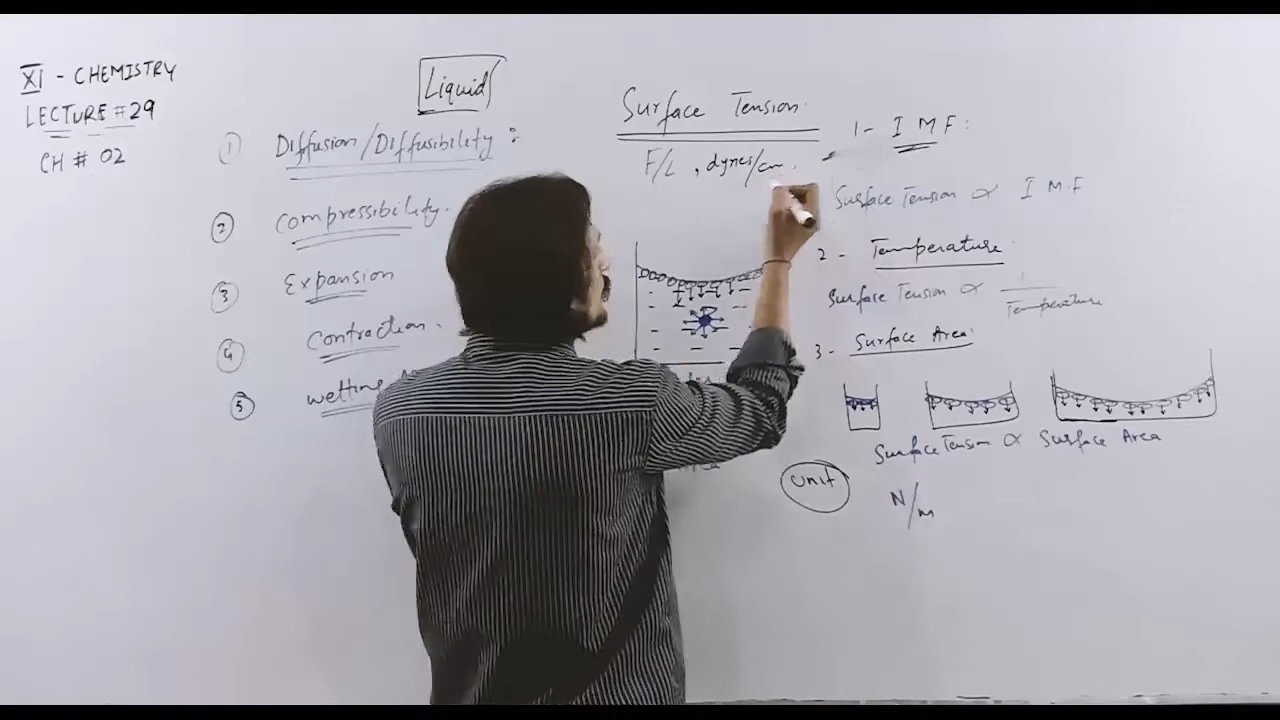 XI - CHEMISTRY
LECTURE #29
CH # 02
Liquid
1 Diffusion/Diffusibility :
2 Compressibility.
3 Expansion
4 Contraction.
5 wetting
Surface Tension.
F/L , dynes/cm.
1- I M F :
Surface Tension ∝ I M F
2 - Temperature
Surface Tension ∝ 1/Temperature
3 - Surface Area:
Surface Tension ∝ Surface Area
unit
N/m